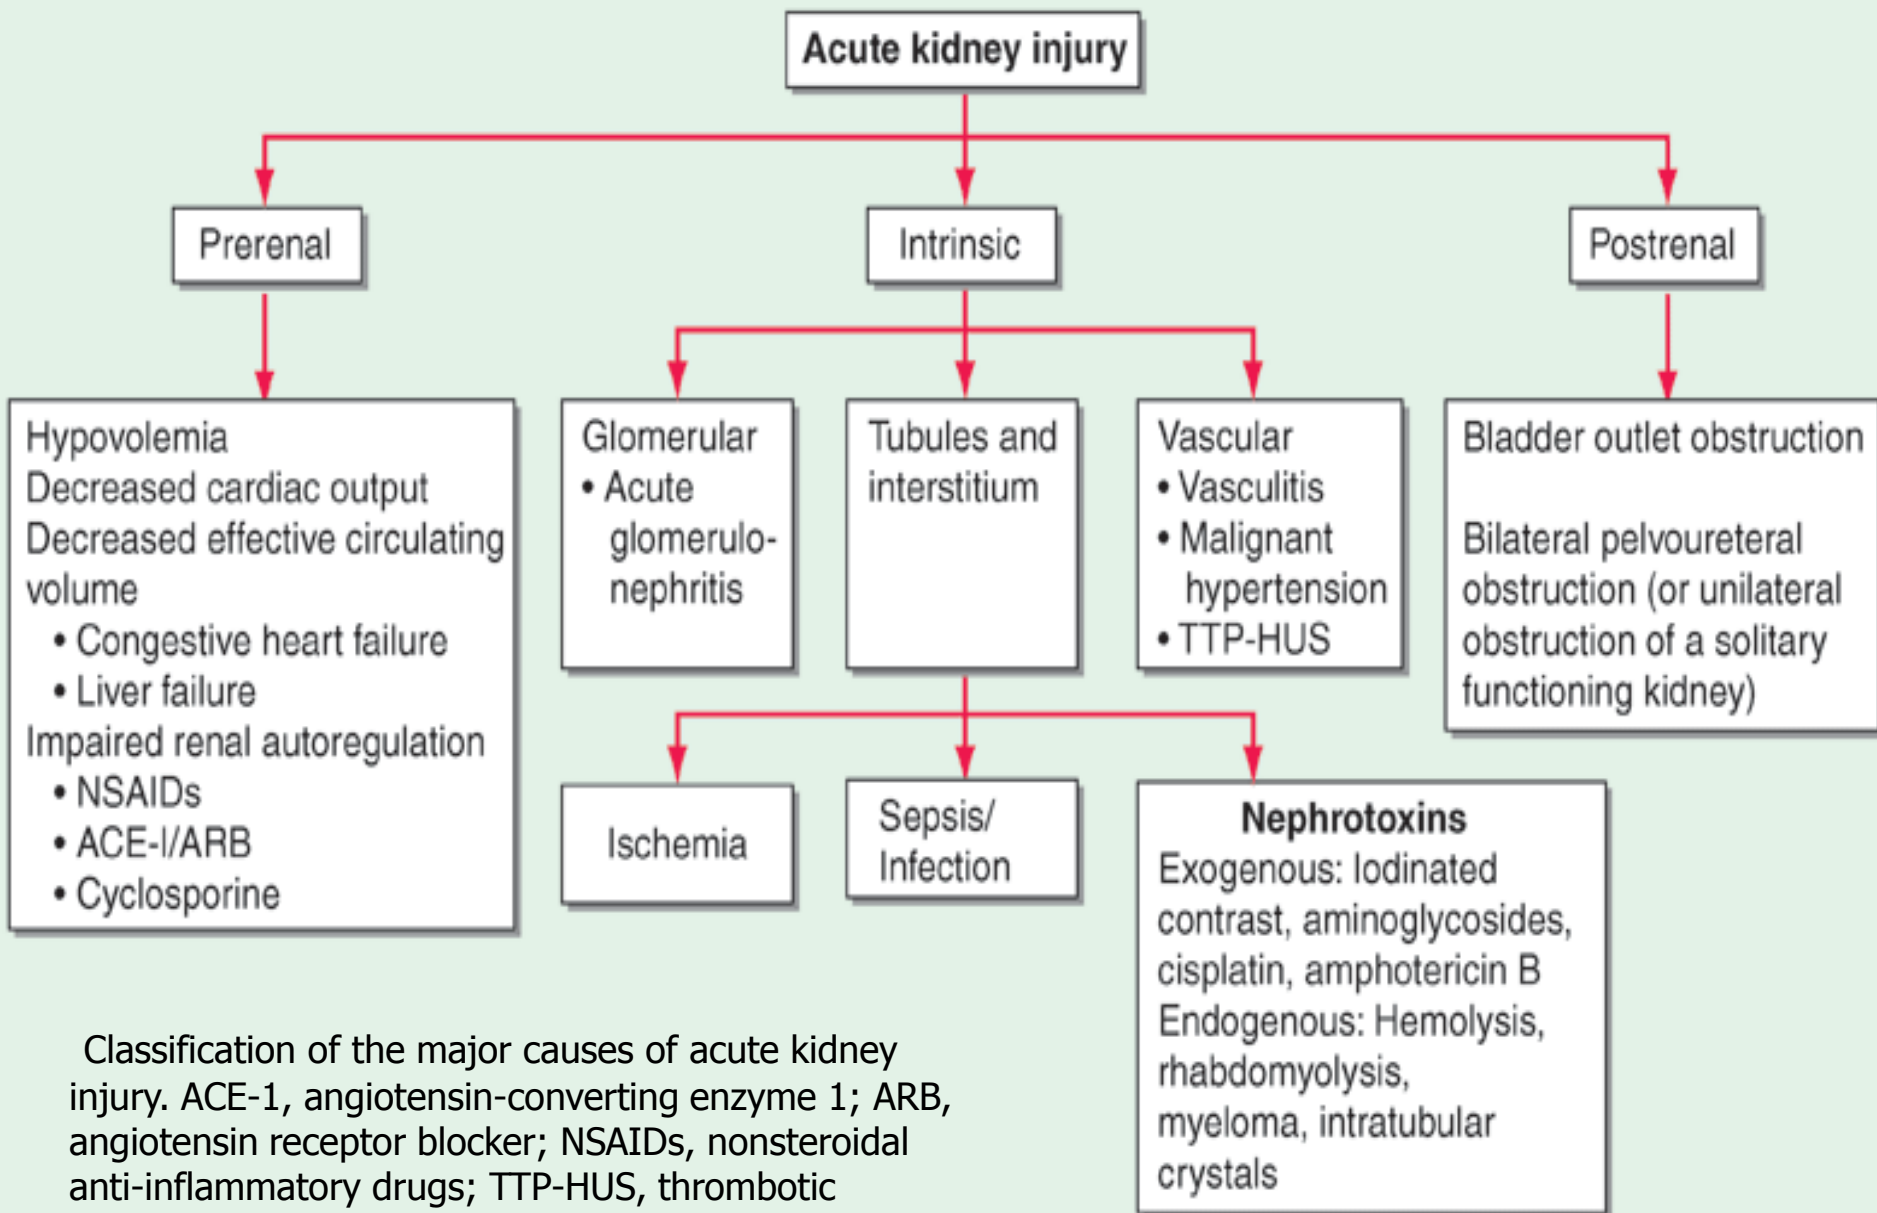 Acute kidney injury
Prerenal
Intrinsic
Postrenal
Hypovolemia
Decreased cardiac output
Decreased effective circulating
volume
• Congestive heart failure
• Liver failure
Impaired renal autoregulation
• NSAIDs
• ACE-I/ARB
• Cyclosporine
Glomerular
• Acute
glomerulo-
nephritis
Tubules and
interstitium
Vascular
• Vasculitis
• Malignant
hypertension
• TTP-HUS
Bladder outlet obstruction
Bilateral pelvoureteral
obstruction (or unilateral
obstruction of a solitary
functioning kidney)
Ischemia
Sepsis/
Infection
Nephrotoxins
Exogenous: Iodinated
contrast, aminoglycosides,
cisplatin, amphotericin B
Endogenous: Hemolysis,
rhabdomyolysis,
myeloma, intratubular
crystals
Classification of the major causes of acute kidney
injury. ACE-1, angiotensin-converting enzyme 1; ARB,
angiotensin receptor blocker; NSAIDs, nonsteroidal
anti-inflammatory drugs; TTP-HUS, thrombotic